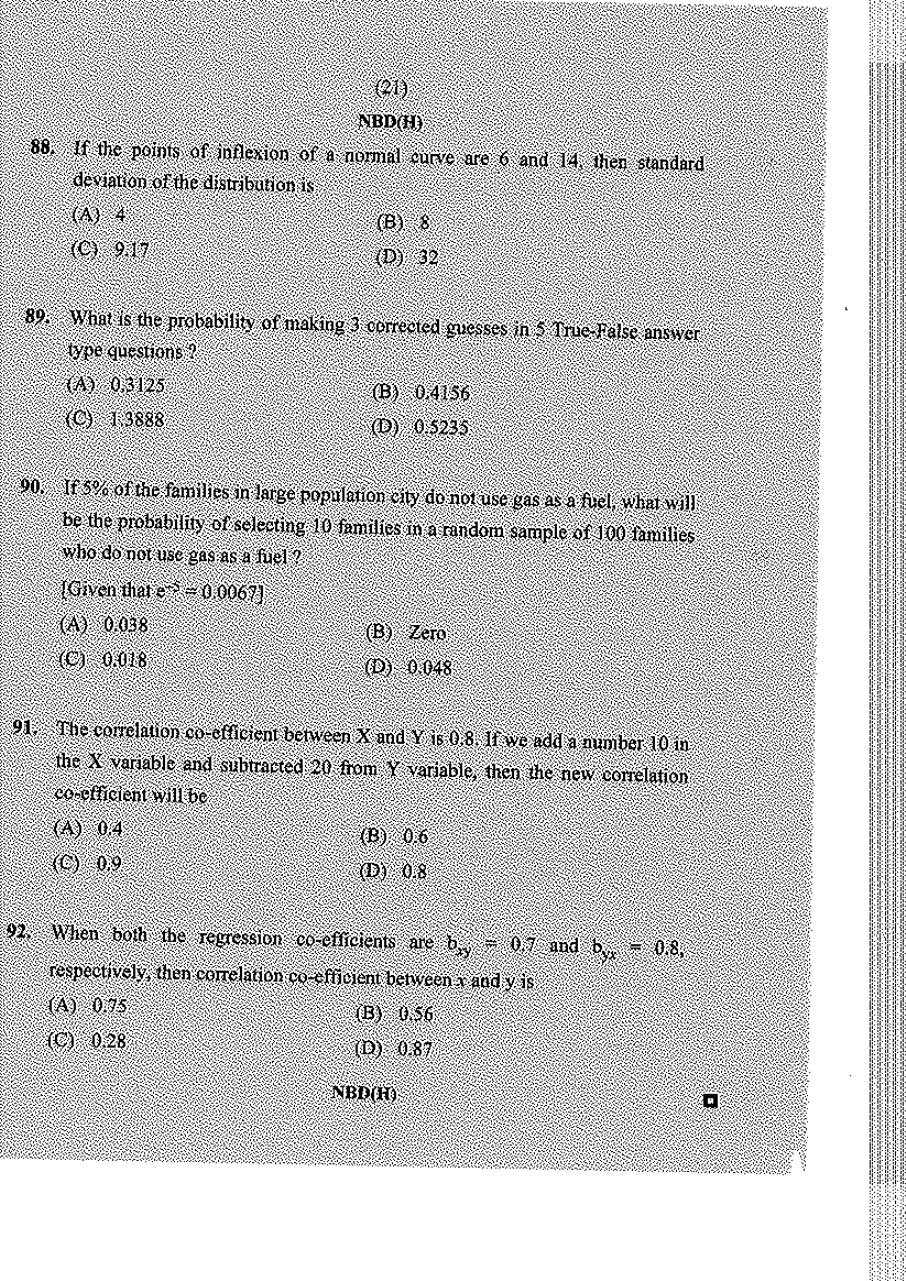 (21)
NBD(H)
88. If the points of inflexion of a normal curve are 6 and 14, then standard
deviation of the distribution is
(A) 4 (B) 8
(C) 9.17 (D) 32
89. What is the probability of making 3 corrected guesses in 5 True-False answer
type questions ?
(A) 0.3125 (B) 0.4156
(C) 1.3888 (D) 0.5235
90. If 5% of the families in large population city do not use gas as a fuel, what will
be the probability of selecting 10 families in a random sample of 100 families
who do not use gas as a fuel ?
[Given that e⁻⁵ = 0.0067]
(A) 0.038 (B) Zero
(C) 0.018 (D) 0.048
91. The correlation co-efficient between X and Y is 0.8. If we add a number 10 in
the X variable and subtracted 20 from Y variable, then the new correlation
co-efficient will be
(A) 0.4 (B) 0.6
(C) 0.9 (D) 0.8
92. When both the regression co-efficients are b_xy = 0.7 and b_yx = 0.8,
respectively, then correlation co-efficient between x and y is
(A) 0.75 (B) 0.56
(C) 0.28 (D) 0.87
NBD(H)